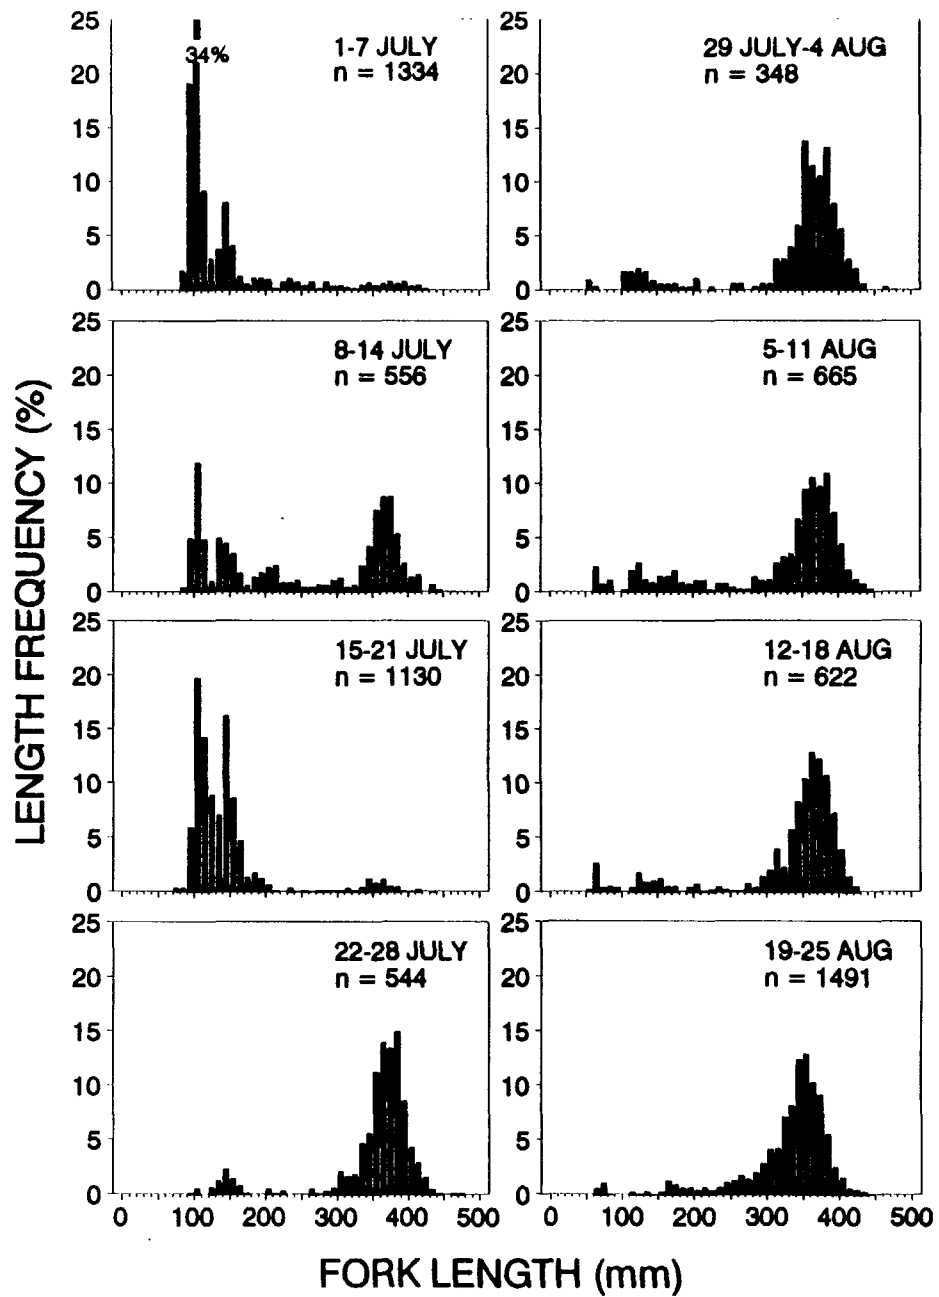 LENGTH FREQUENCY (%)
25
20
15
10
5
0
34%
1-7 JULY
n = 1334
29 JULY-4 AUG
n = 348
25
20
15
10
5
0
25
20
15
10
5
0
8-14 JULY
n = 556
25
20
15
10
5
0
5-11 AUG
n = 665
25
20
15
10
5
0
15-21 JULY
n = 1130
25
20
15
10
5
0
12-18 AUG
n = 622
25
20
15
10
5
0
22-28 JULY
n = 544
25
20
15
10
5
0
19-25 AUG
n = 1491
0 100 200 300 400 0 100 200 300 400 500
FORK LENGTH (mm)